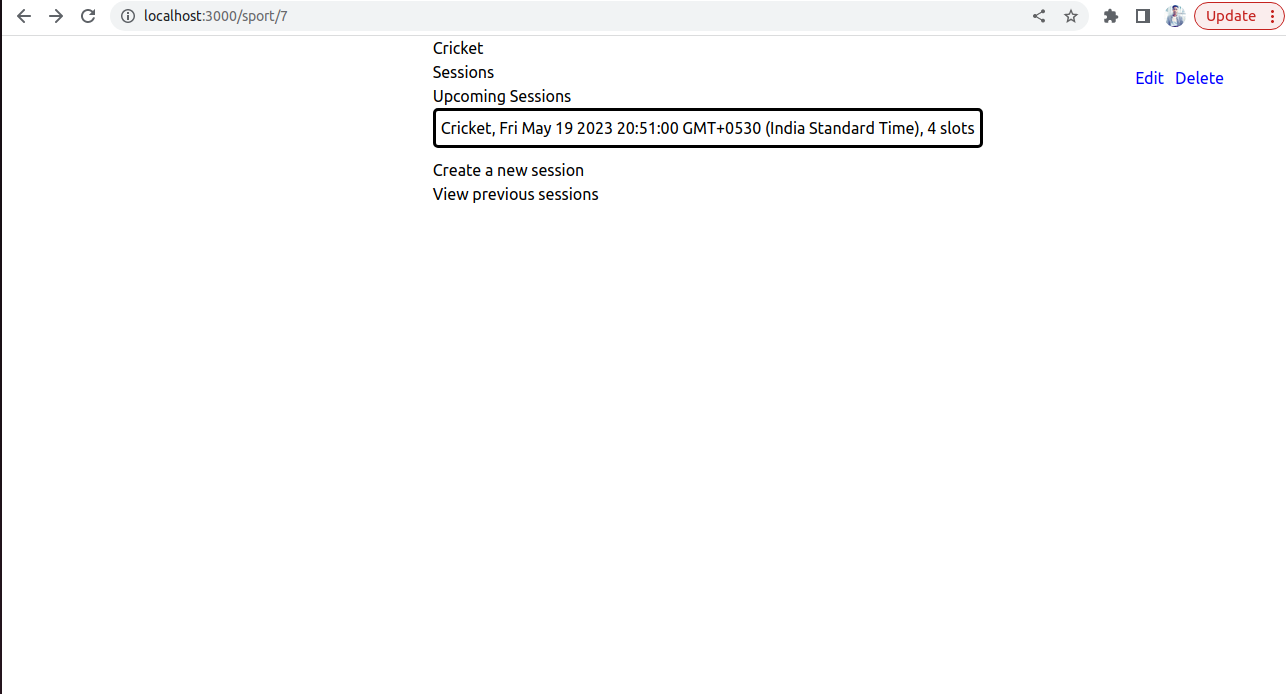 localhost:3000/sport/7
Update
Cricket
Sessions
Edit Delete
Upcoming Sessions
Cricket, Fri May 19 2023 20:51:00 GMT+0530 (India Standard Time), 4 slots
Create a new session
View previous sessions